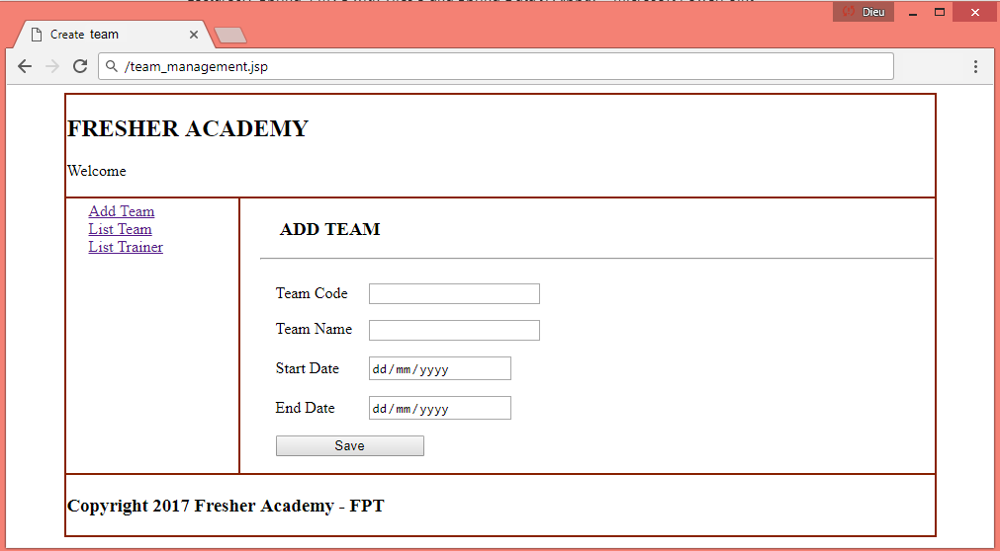 Dieu
Create team
/team_management.jsp
FRESHER ACADEMY
Welcome
Add Team
List Team
List Trainer
ADD TEAM
Team Code
Team Name
Start Date dd/mm/yyyy
End Date dd/mm/yyyy
Save
Copyright 2017 Fresher Academy - FPT